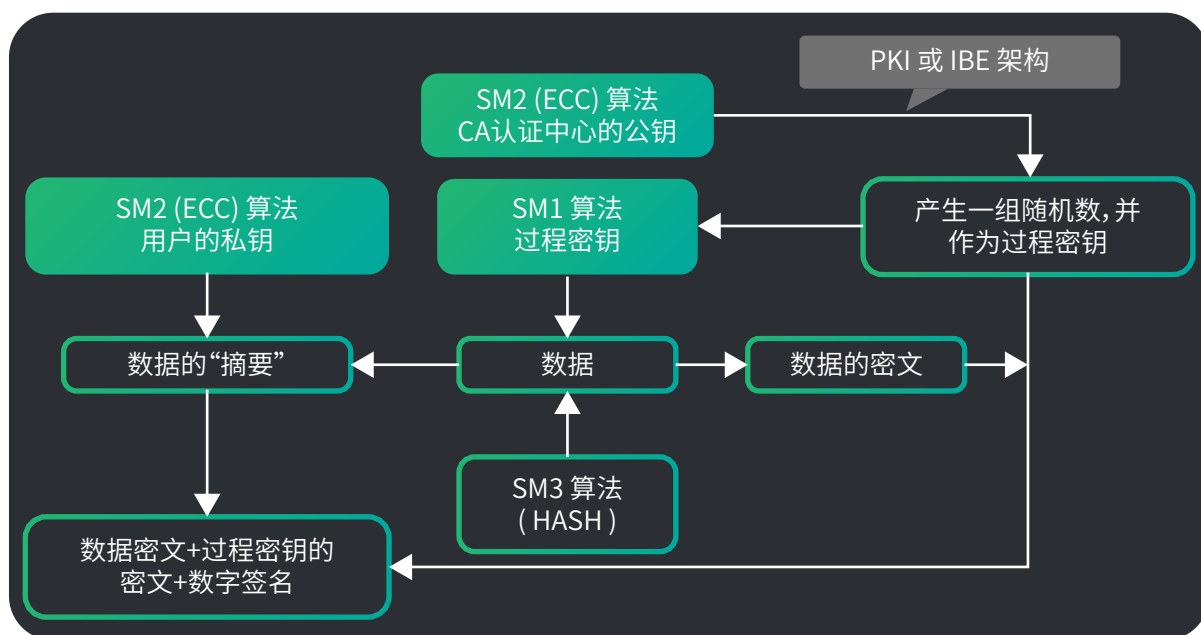 PKI 或 IBE 架构
SM2 (ECC) 算法
CA认证中心的公钥
SM2 (ECC) 算法
用户的私钥
SM1 算法
过程密钥
产生一组随机数，并
作为过程密钥
数据的“摘要”
数据
数据的密文
SM3 算法
( HASH )
数据密文+过程密钥的
密文+数字签名